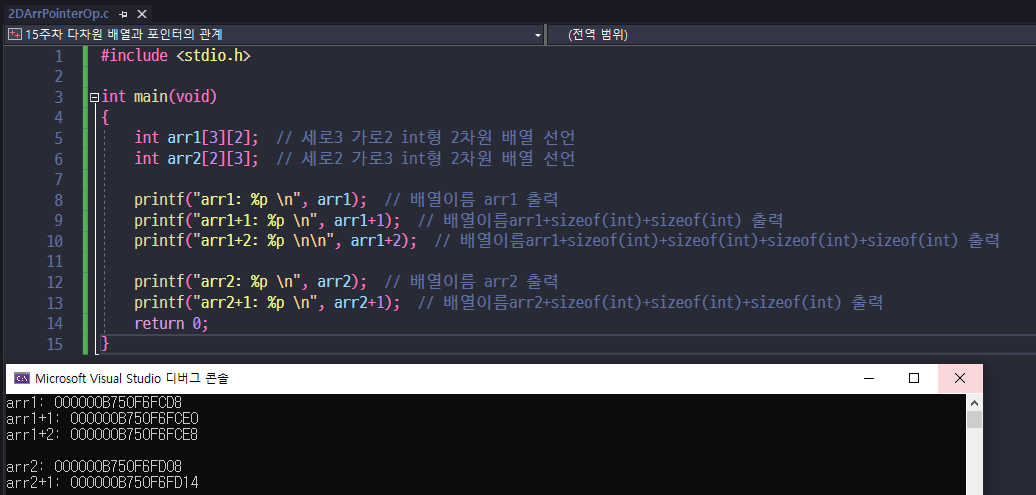 2DArrPointerOp.c
15주차 다차원 배열과 포인터의 관계
(전역 범위)
1 #include <stdio.h>
2
3 int main(void)
4 {
5 int arr1[3][2]; // 세로3 가로2 int형 2차원 배열 선언
6 int arr2[2][3]; // 세로2 가로3 int형 2차원 배열 선언
7
8 printf("arr1: %p \n", arr1); // 배열이름 arr1 출력
9 printf("arr1+1: %p \n", arr1+1); // 배열이름arr1+sizeof(int)+sizeof(int) 출력
10 printf("arr1+2: %p \n\n", arr1+2); // 배열이름arr1+sizeof(int)+sizeof(int)+sizeof(int)+sizeof(int) 출력
11
12 printf("arr2: %p \n", arr2); // 배열이름 arr2 출력
13 printf("arr2+1: %p \n", arr2+1); // 배열이름arr2+sizeof(int)+sizeof(int)+sizeof(int) 출력
14 return 0;
15 }
Microsoft Visual Studio 디버그 콘솔
arr1: 000000B750F6FCD8
arr1+1: 000000B750F6FCE0
arr1+2: 000000B750F6FCE8
arr2: 000000B750F6FD08
arr2+1: 000000B750F6FD14